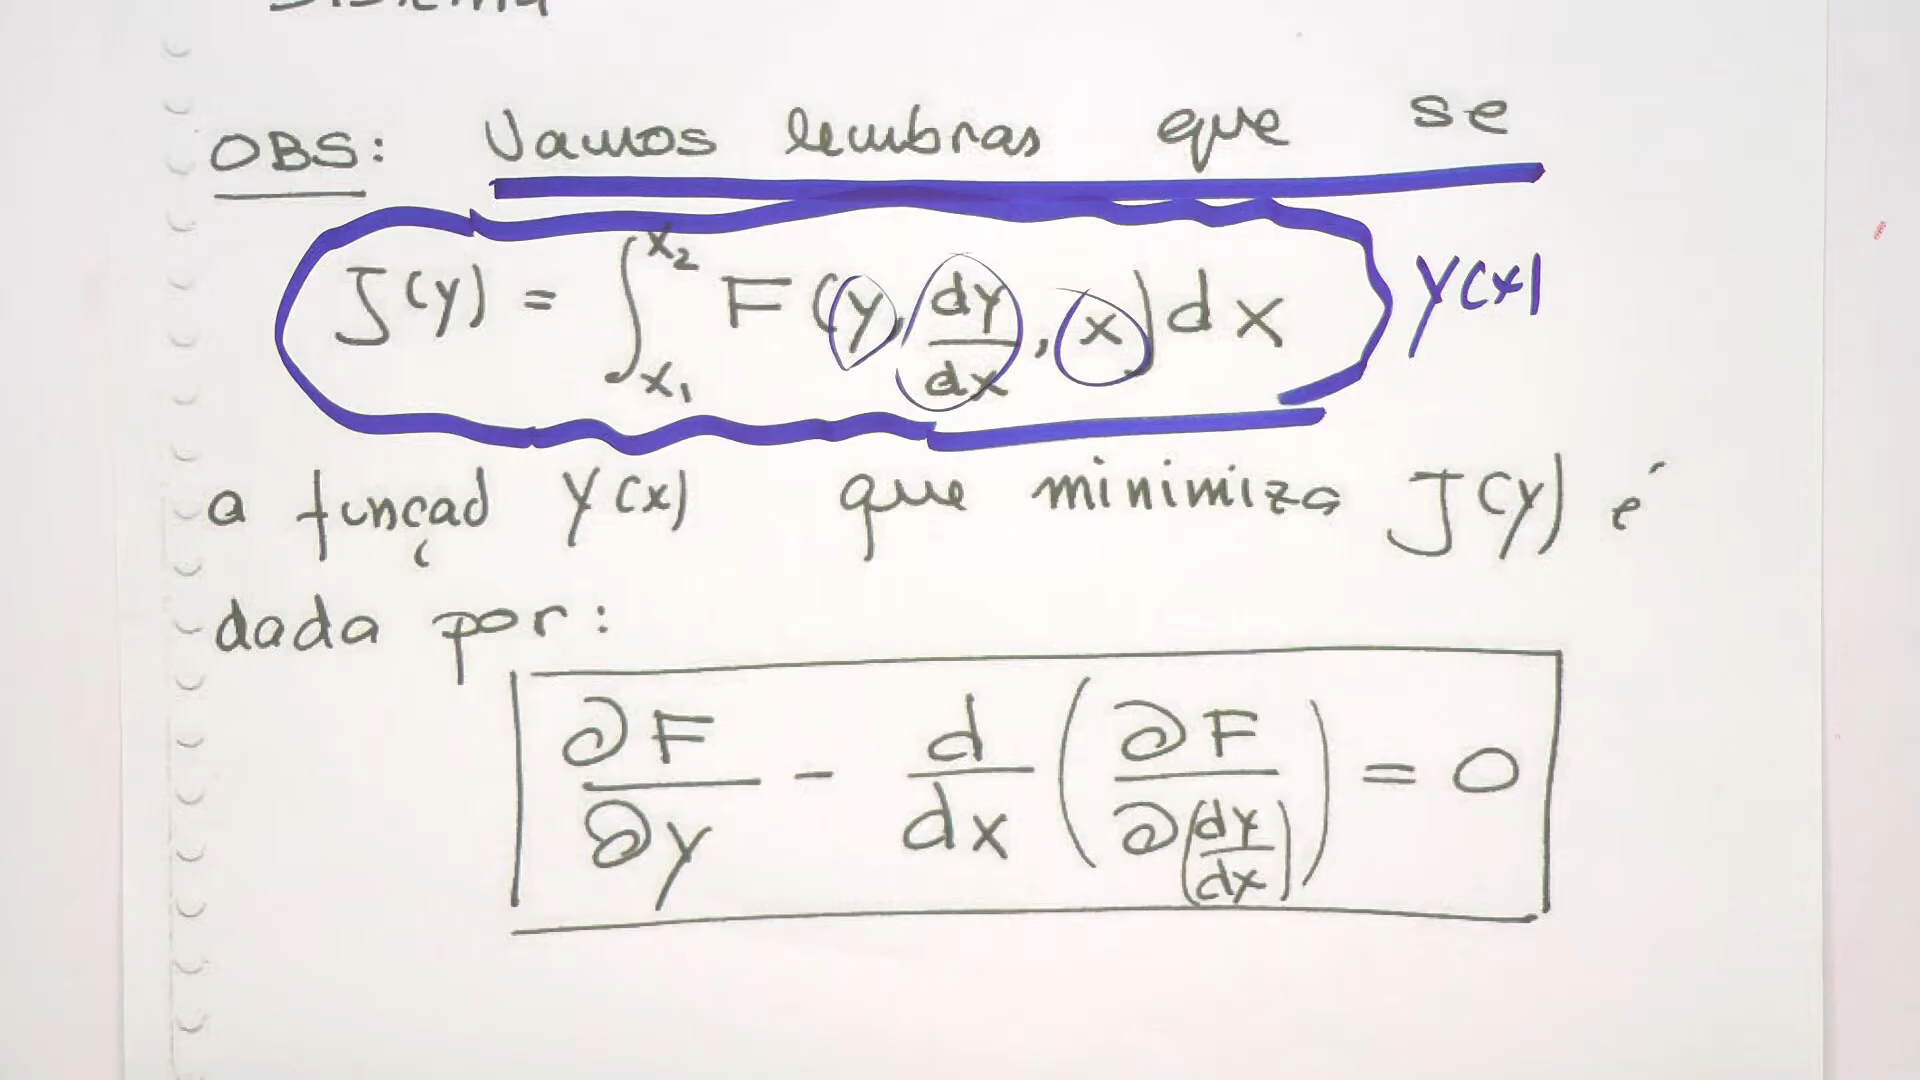 Sistema
OBS: Vamos lembrar que se
J(y) = ∫_{x₁}^{x₂} F(y, dy/dx, x) dx   Y(x)
a função Y(x) que minimiza J(y) é
dada por:
∂F/∂y - d/dx (∂F/∂(dy/dx)) = 0